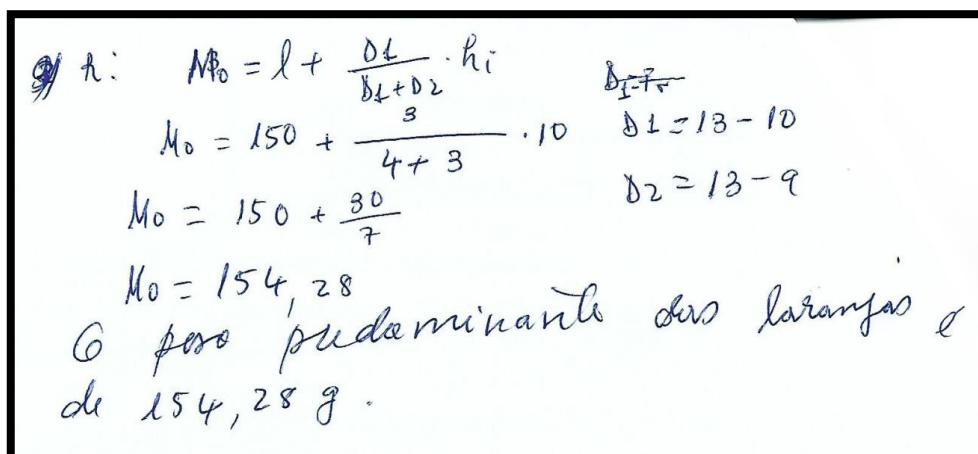 g) R: Mo = l + D1/(D1+D2) · hi
D1 = 13 - 10
Mo = 150 + 3/(4 + 3) · 10
D2 = 13 - 9
Mo = 150 + 30/7
Mo = 154,28
O peso predominante das laranjas é
de 154,28 g.